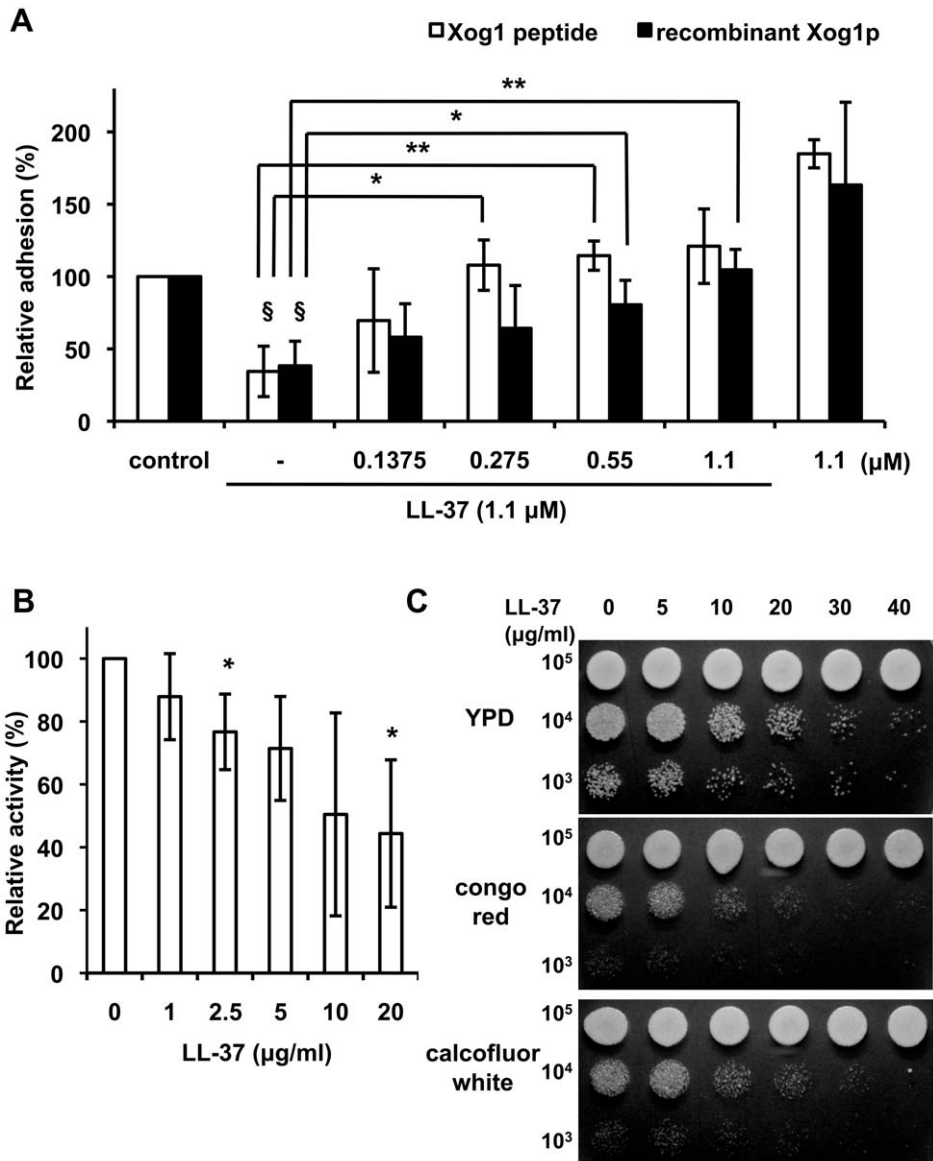 A
Xog1 peptide recombinant Xog1p
Relative adhesion (%)
200
150
100
50
0
**
*
**
*
§ §
control - 0.1375 0.275 0.55 1.1 1.1 (µM)
LL-37 (1.1 µM)
B
Relative activity (%)
100
80
60
40
20
0
*
*
0 1 2.5 5 10 20
LL-37 (µg/ml)
C
LL-37 0 5 10 20 30 40
(µg/ml)
YPD
10⁵
10⁴
10³
congo
red
10⁵
10⁴
10³
calcofluor
white
10⁵
10⁴
10³